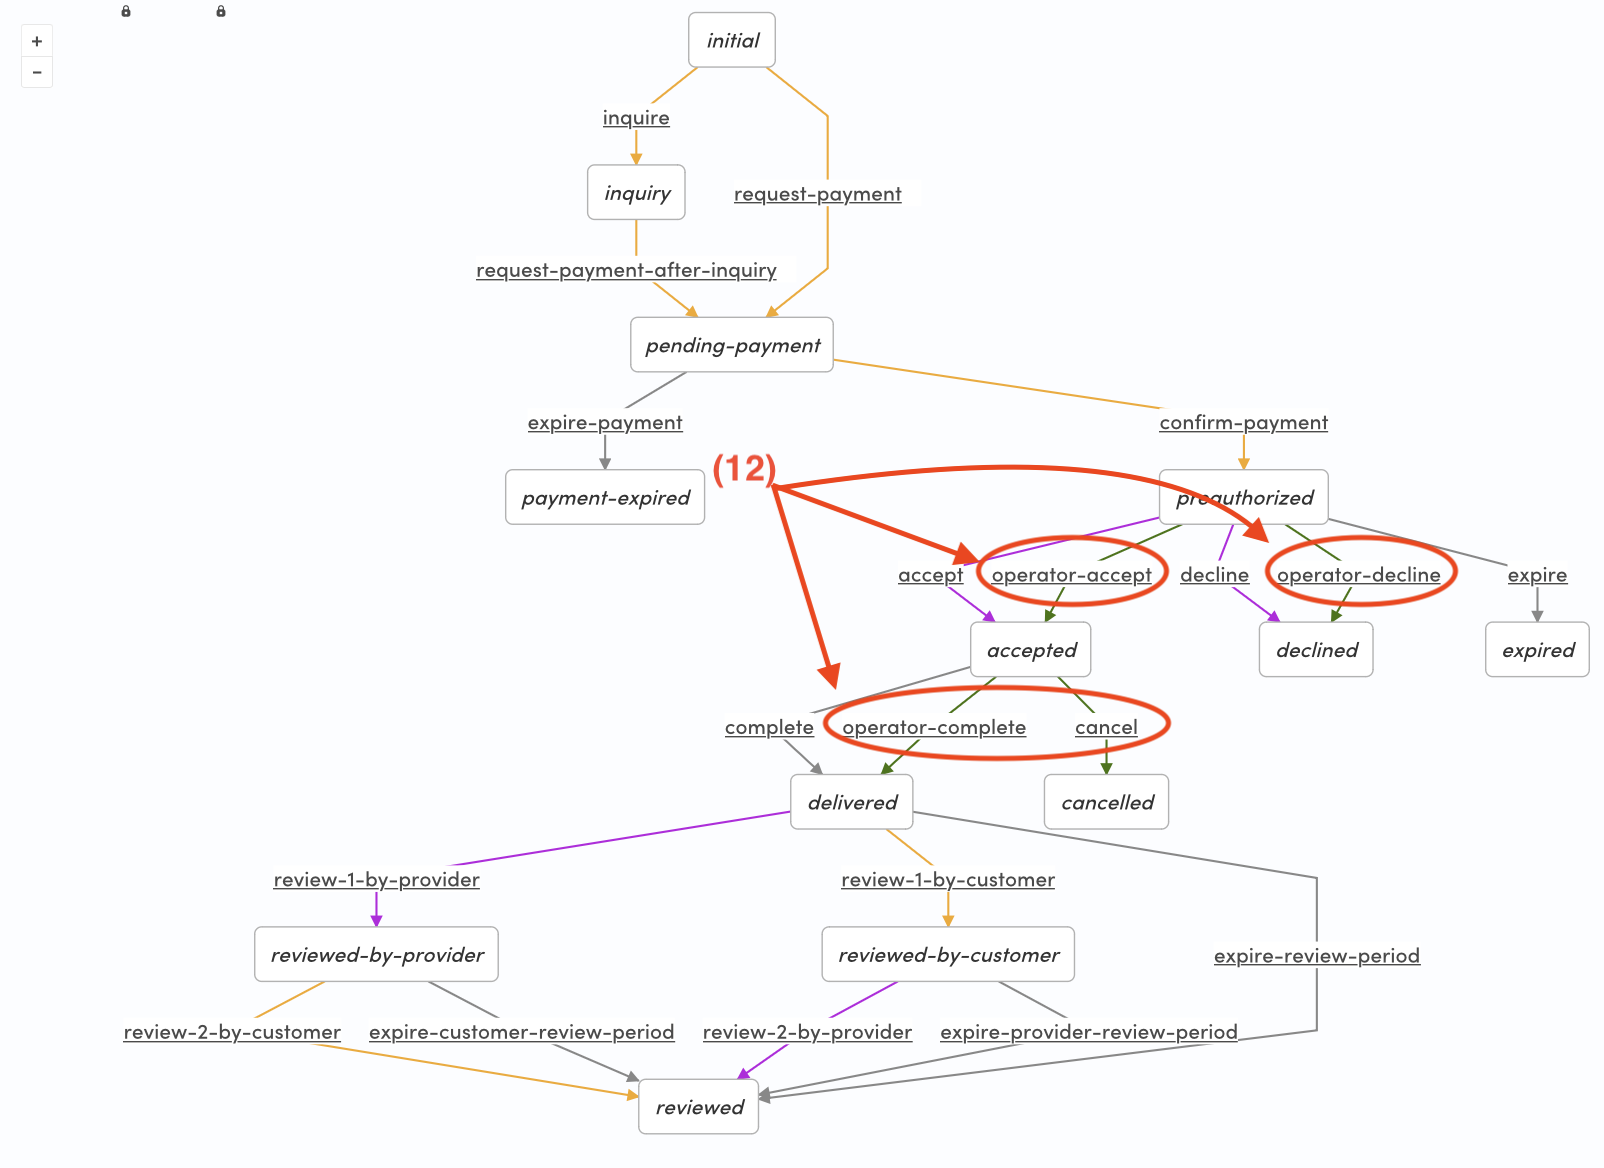 +
−
initial
inquire
inquiry
request-payment
request-payment-after-inquiry
pending-payment
expire-payment
confirm-payment
(12)
payment-expired
preauthorized
accept
operator-accept
decline
operator-decline
expire
accepted
declined
expired
complete
operator-complete
cancel
delivered
cancelled
review-1-by-provider
review-1-by-customer
reviewed-by-provider
reviewed-by-customer
expire-review-period
review-2-by-customer
expire-customer-review-period
review-2-by-provider
expire-provider-review-period
reviewed